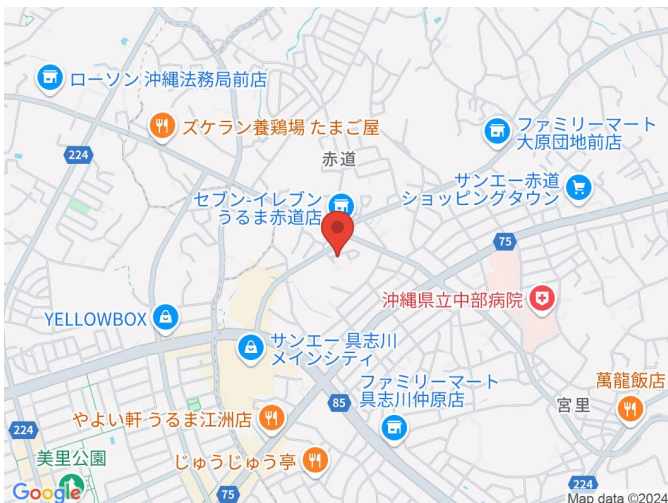 ローソン 沖縄法務局前店
ズケラン養鶏場 たまご屋
ファミリーマート
大原団地前店
224
赤道
サンエー赤道
ショッピングタウン
セブン-イレブン
うるま赤道店
75
沖縄県立中部病院
YELLOWBOX
サンエー 具志川
メインシティ
ファミリーマート
具志川仲原店
萬龍飯店
85
宮里
やよい軒 うるま江洲店
224
美里公園
じゅうじゅう亭
224
Google
75
Map data ©2024